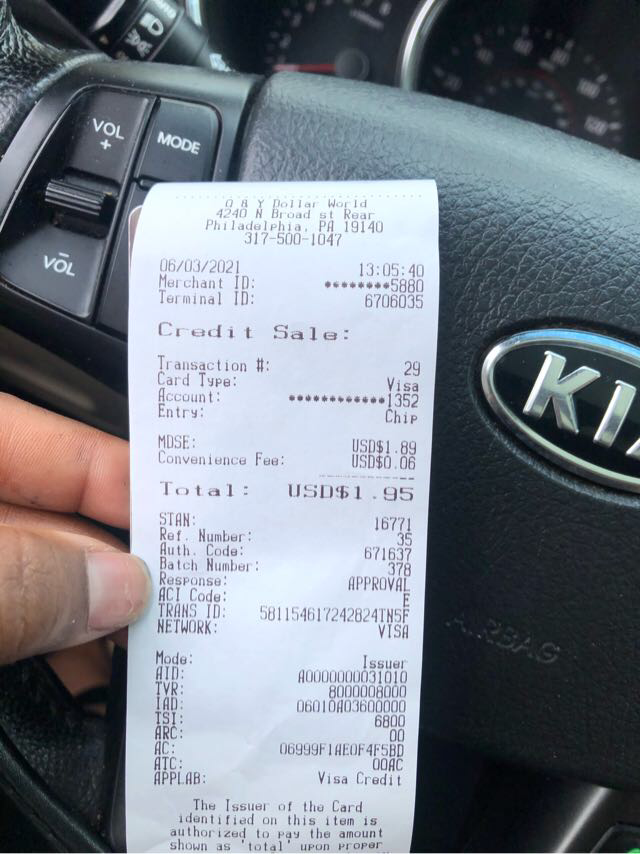 VOL
+
MODE
VOL
-
Q & Y Dollar World
4240 N Broad st Rear
Philadelphia, PA 19140
317-500-1047
06/03/2021 13:05:40
Merchant ID: ********5880
Terminal ID: 6706035
Credit Sale:
Transaction #: 29
Card Type: Visa
Account: ************1352
Entry: Chip
MDSE: USD$1.89
Convenience Fee: USD$0.06
Total: USD$1.95
STAN: 16771
Ref. Number: 35
Auth. Code: 671637
Batch Number: 378
Response: APPROVAL
ACI Code: E
TRANS ID: 581154617242824TN5F
NETWORK: VISA
Mode: Issuer
AID: A0000000031010
TVR: 8000008000
IAD: 06010A03600000
TSI: 6800
ARC: 00
AC: 06999F1AE0F4F5BD
ATC: 00AC
APPLAB: Visa Credit
The Issuer of the Card
identified on this item is
authorized to pay the amount
shown as 'total' upon proper
KIA
AIRBAG